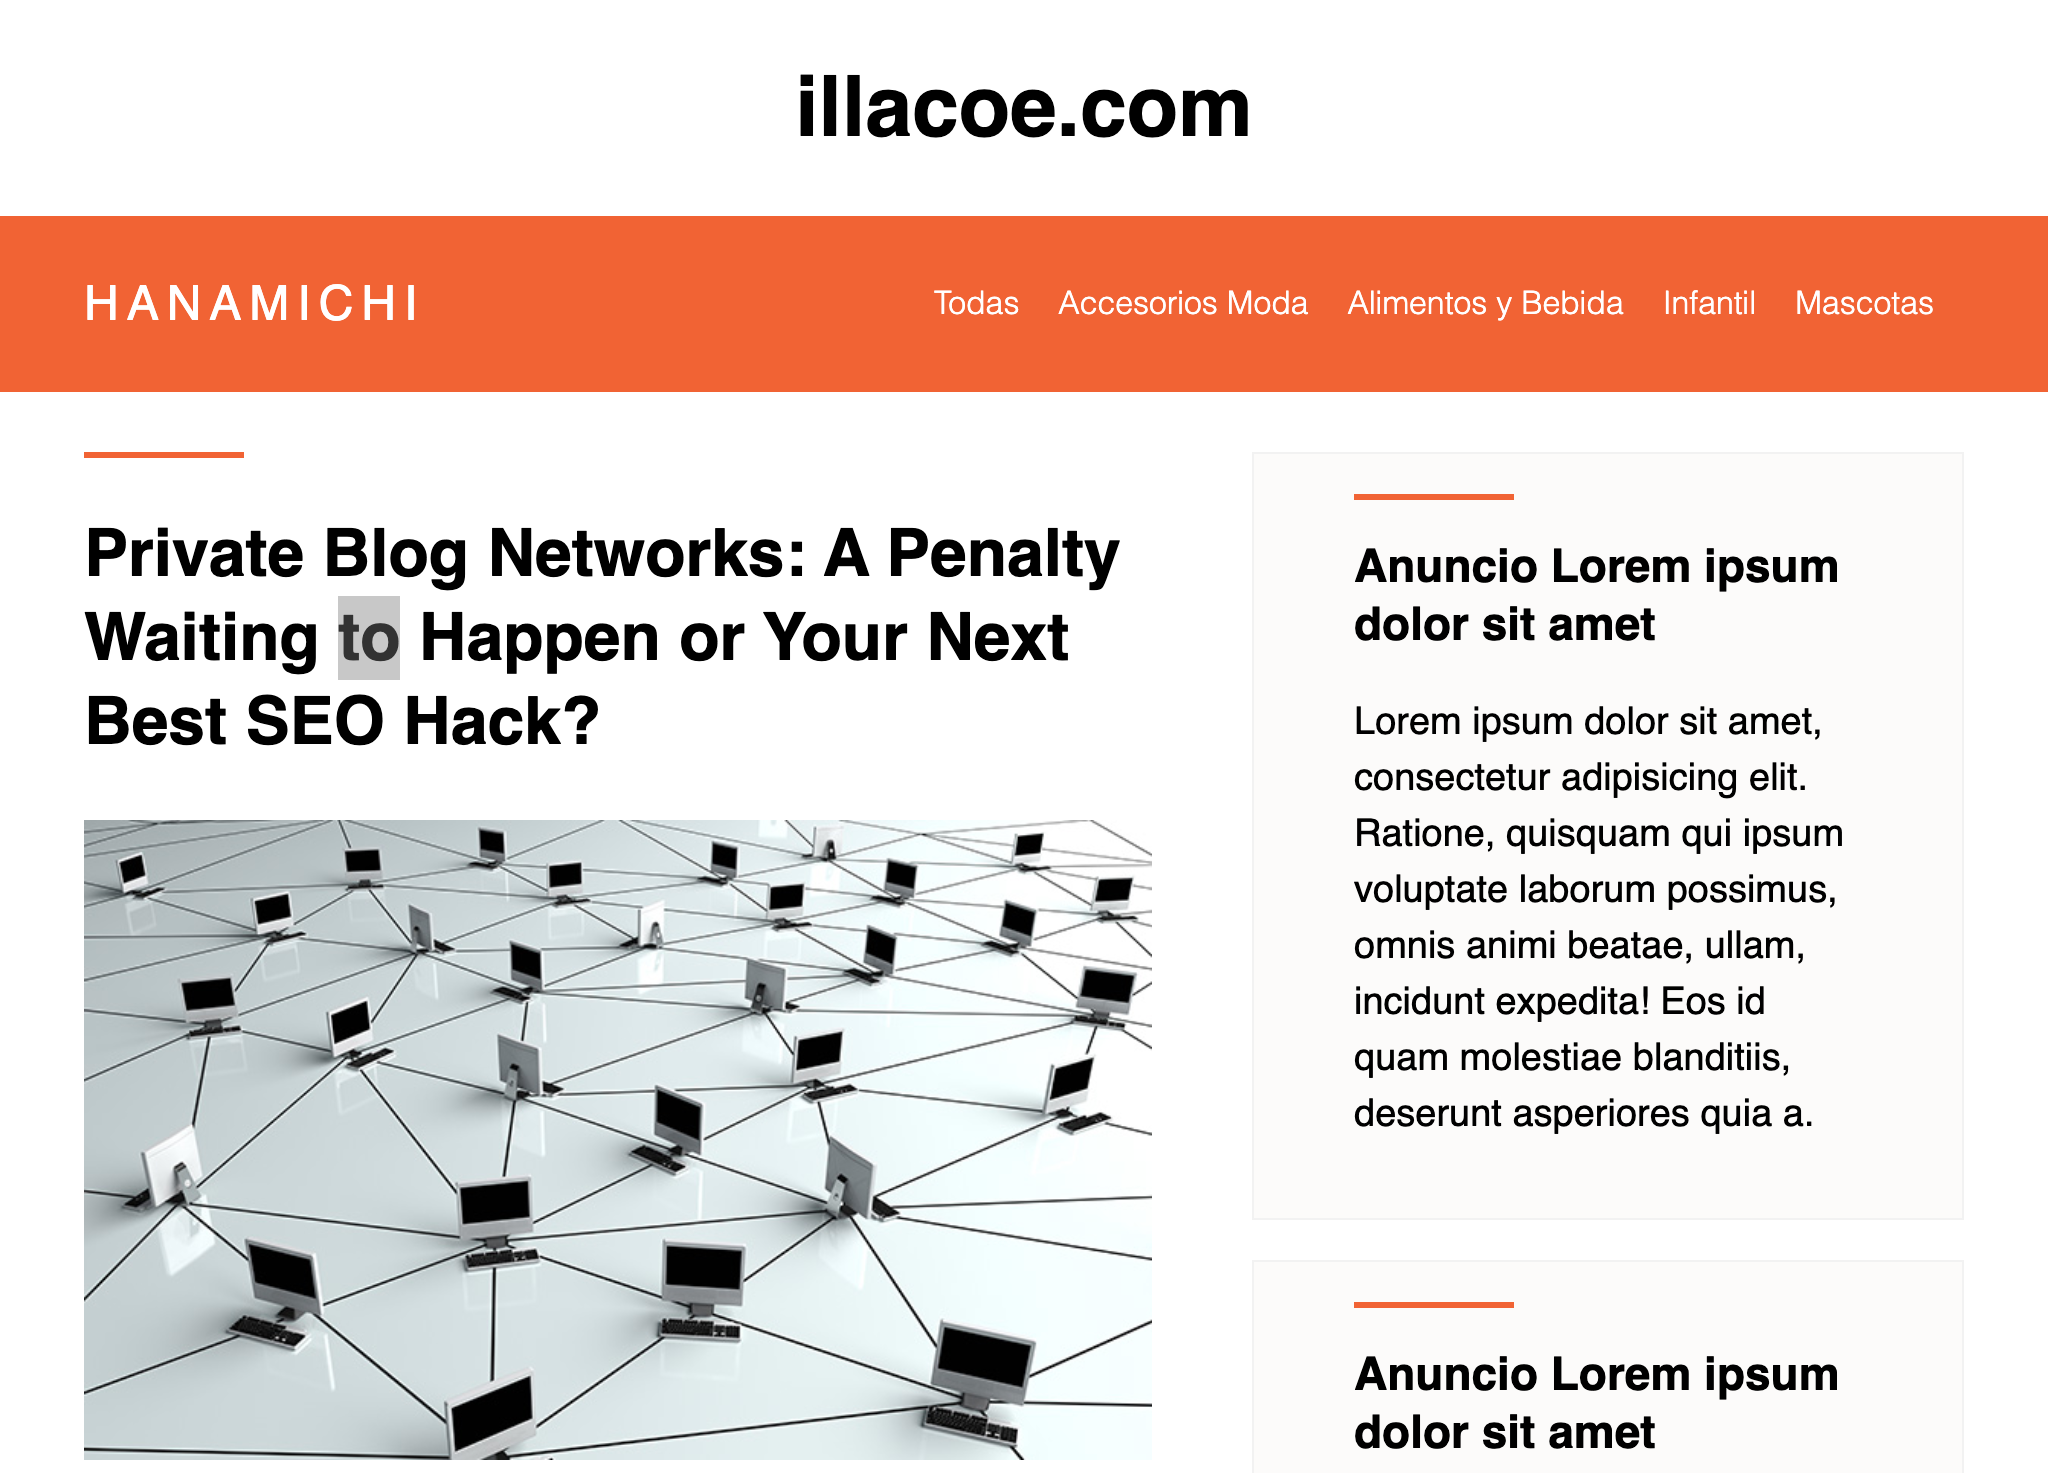 illacoe.com
HANAMICHI
Todas Accesorios Moda Alimentos y Bebida Infantil Mascotas
Private Blog Networks: A Penalty
Waiting to Happen or Your Next
Best SEO Hack?
Anuncio Lorem ipsum
dolor sit amet
Lorem ipsum dolor sit amet,
consectetur adipisicing elit.
Ratione, quisquam qui ipsum
voluptate laborum possimus,
omnis animi beatae, ullam,
incidunt expedita! Eos id
quam molestiae blanditiis,
deserunt asperiores quia a.
Anuncio Lorem ipsum
dolor sit amet